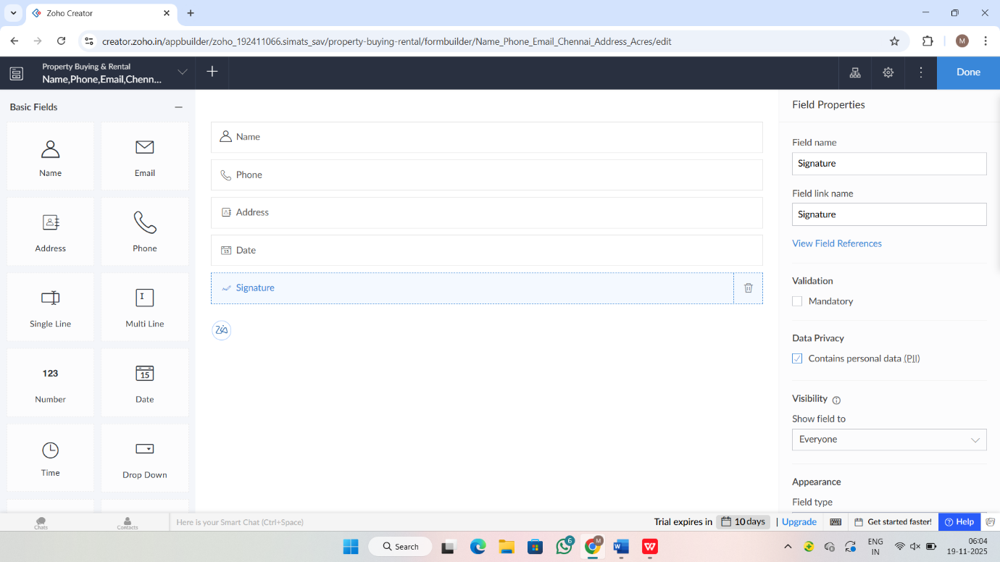 Zoho Creator
creator.zoho.in/appbuilder/zoho_192411066.simats_sav/property-buying-rental/formbuilder/Name_Phone_Email_Chennai_Address_Acres/edit
M
Property Buying & Rental
Name,Phone,Email,Chenn...
Done
Basic Fields
Name
Email
Address
Phone
Single Line
Multi Line
123
Number
15
Date
Time
Drop Down
Name
Phone
Address
15 Date
Signature
Zia
Field Properties
Field name
Signature
Field link name
Signature
View Field References
Validation
Mandatory
Data Privacy
Contains personal data (PII)
Visibility
Show field to
Everyone
Appearance
Field type
Chats
Contacts
Here is your Smart Chat (Ctrl+Space)
Trial expires in 10 days | Upgrade
Get started faster!
Help
Search
6
M
W
W
ENG
IN
06:04
19-11-2025